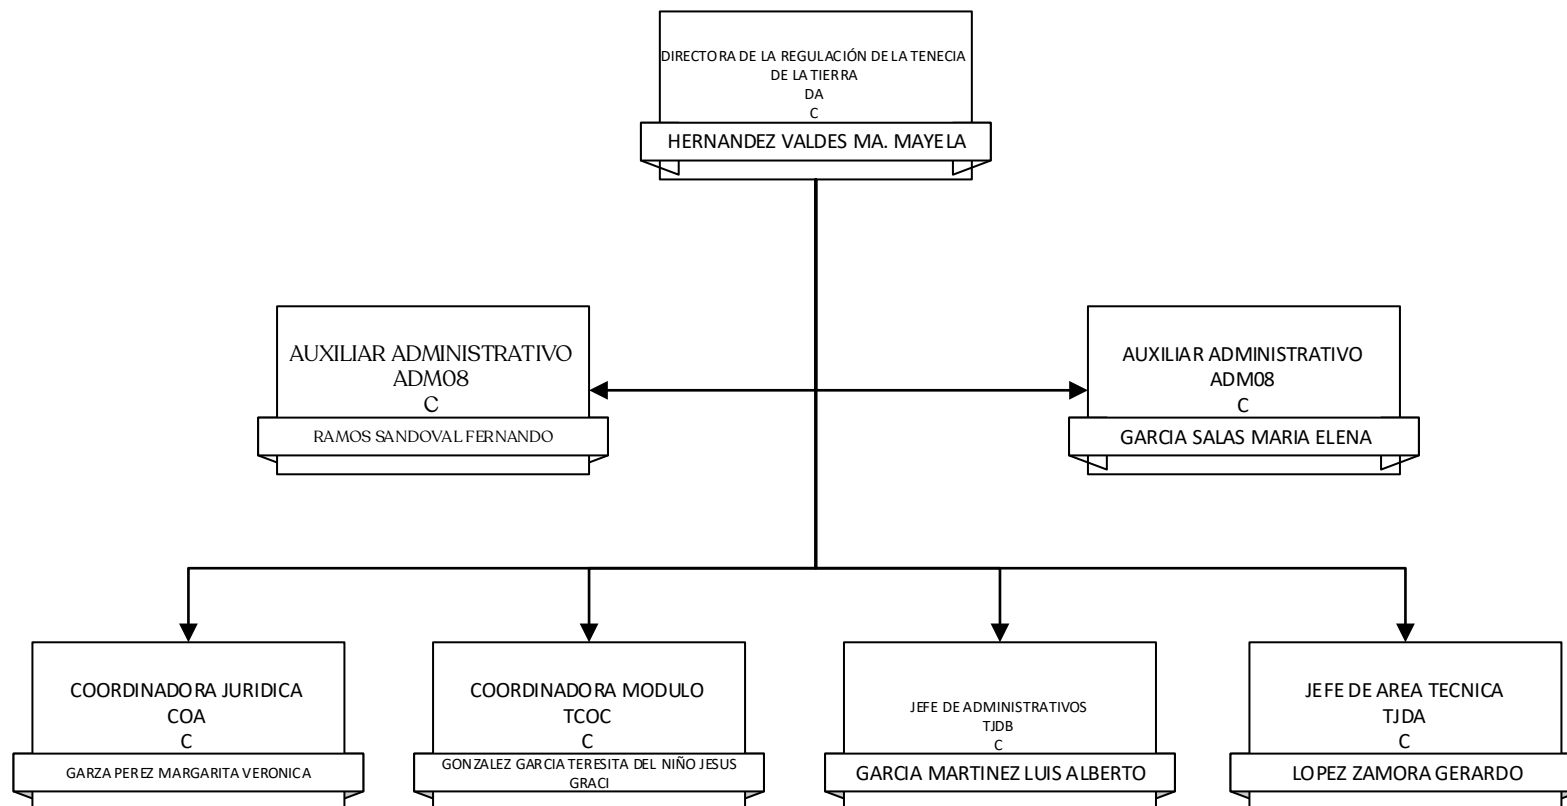 DIRECTORA DE LA REGULACIÓN DE LA TENECIA
DE LA TIERRA
DA
C
HERNANDEZ VALDES MA. MAYELA
AUXILIAR ADMINISTRATIVO
ADM08
C
RAMOS SANDOVAL FERNANDO
AUXILIAR ADMINISTRATIVO
ADM08
C
GARCIA SALAS MARIA ELENA
COORDINADORA JURIDICA
COA
C
GARZA PEREZ MARGARITA VERONICA
COORDINADORA MODULO
TCOC
C
GONZALEZ GARCIA TERESITA DEL NIÑO JESUS
GRACI
JEFE DE ADMINISTRATIVOS
TJDB
C
GARCIA MARTINEZ LUIS ALBERTO
JEFE DE AREA TECNICA
TJDA
C
LOPEZ ZAMORA GERARDO